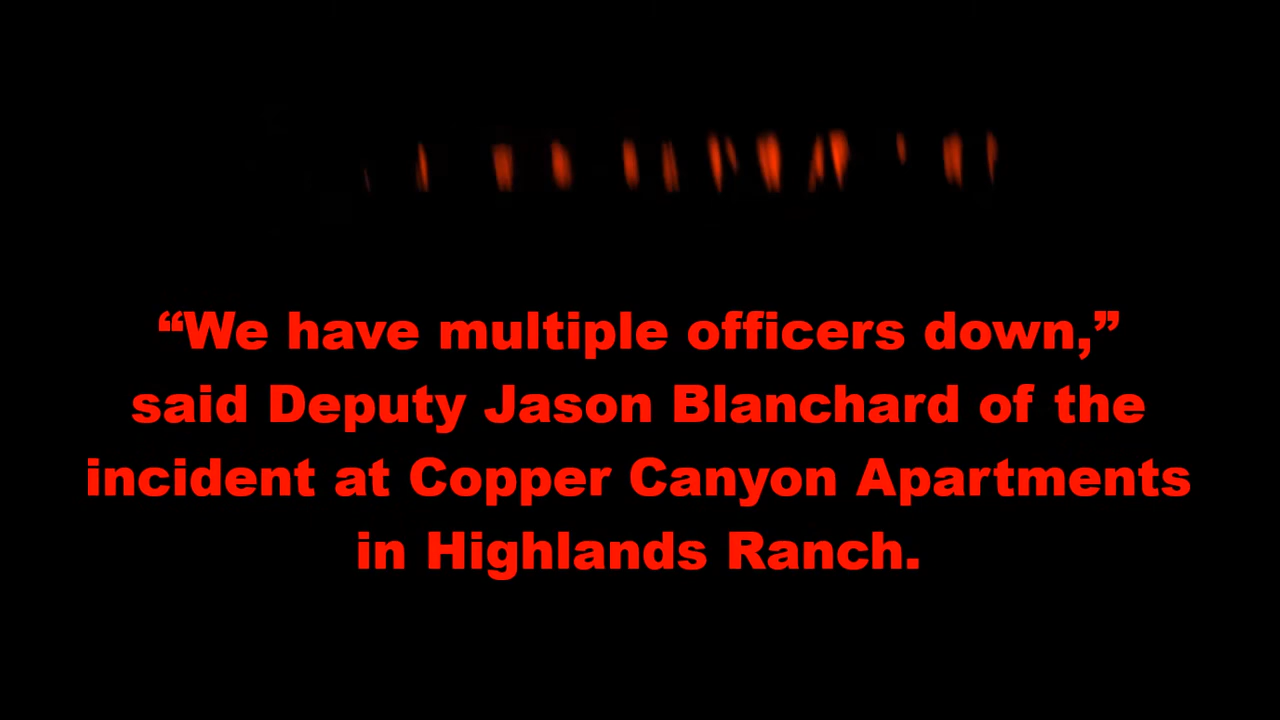 “We have multiple officers down,”
said Deputy Jason Blanchard of the
incident at Copper Canyon Apartments
in Highlands Ranch.